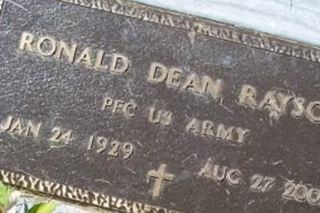 RONALD DEAN
PFC US ARMY
JAN 24 1929 AUG 27